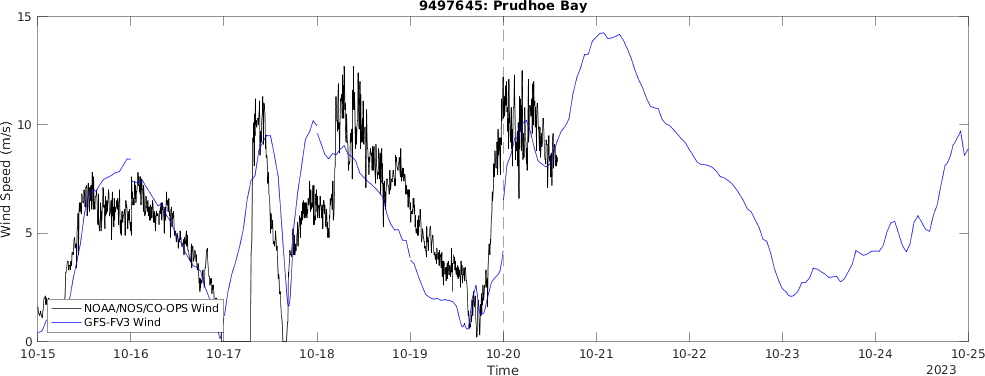 9497645: Prudhoe Bay
Wind Speed (m/s)
15
10
5
0
NOAA/NOS/CO-OPS Wind
GFS-FV3 Wind
10-15 10-16 10-17 10-18 10-19 10-20 10-21 10-22 10-23 10-24 10-25
Time
2023